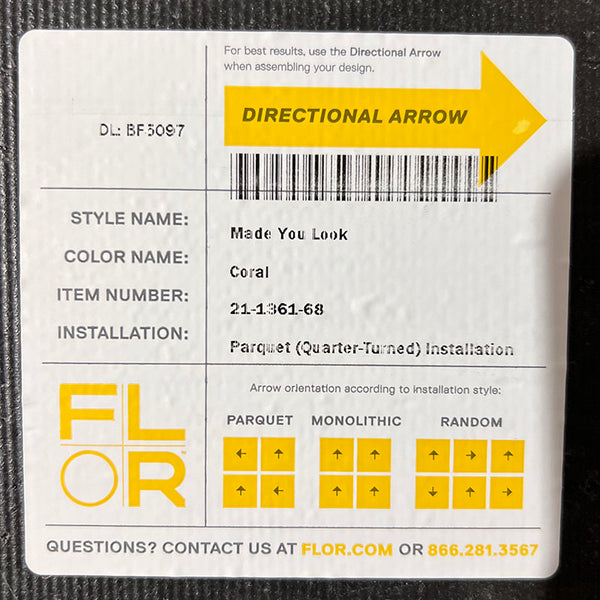 For best results, use the Directional Arrow
when assembling your design.
DIRECTIONAL ARROW
DL: BF5097
STYLE NAME: Made You Look
COLOR NAME: Coral
ITEM NUMBER: 21-1361-68
INSTALLATION: Parquet (Quarter-Turned) Installation
FLOR™
Arrow orientation according to installation style:
PARQUET MONOLITHIC RANDOM
QUESTIONS? CONTACT US AT FLOR.COM OR 866.281.3567